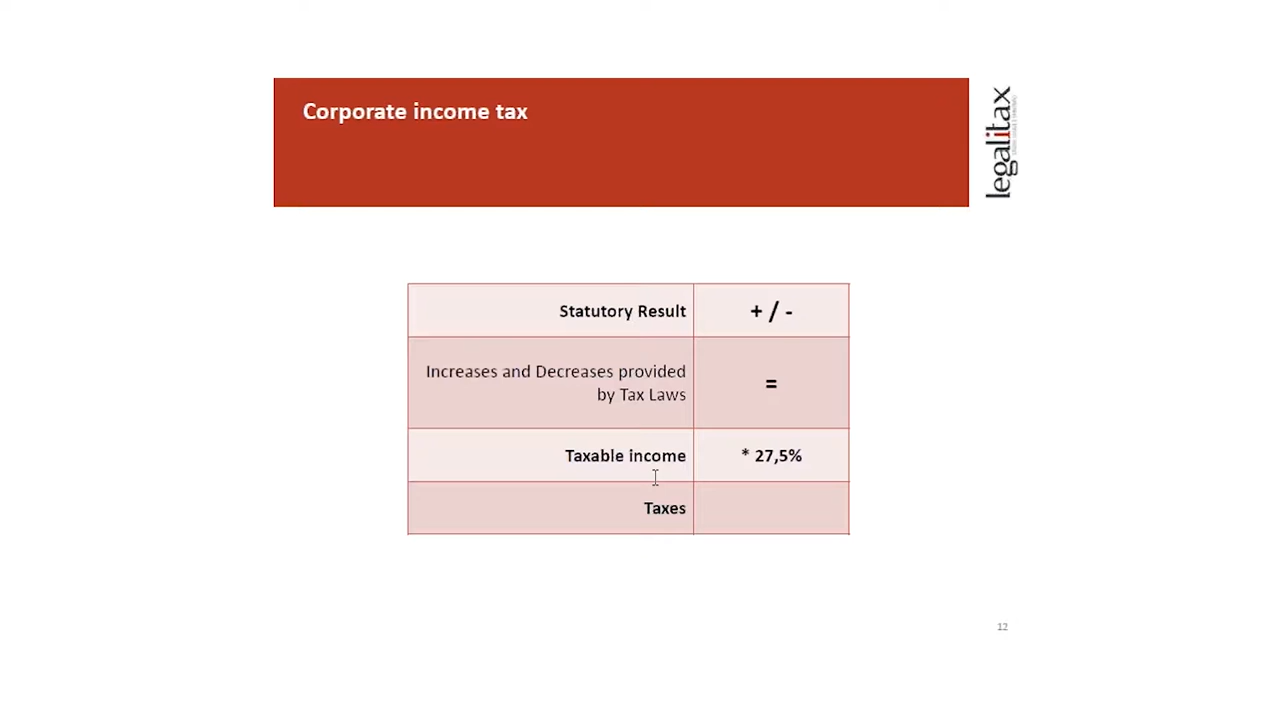 Corporate income tax
legalitax
Statutory Result + / -
Increases and Decreases provided
by Tax Laws =
Taxable income * 27,5%
Taxes
12